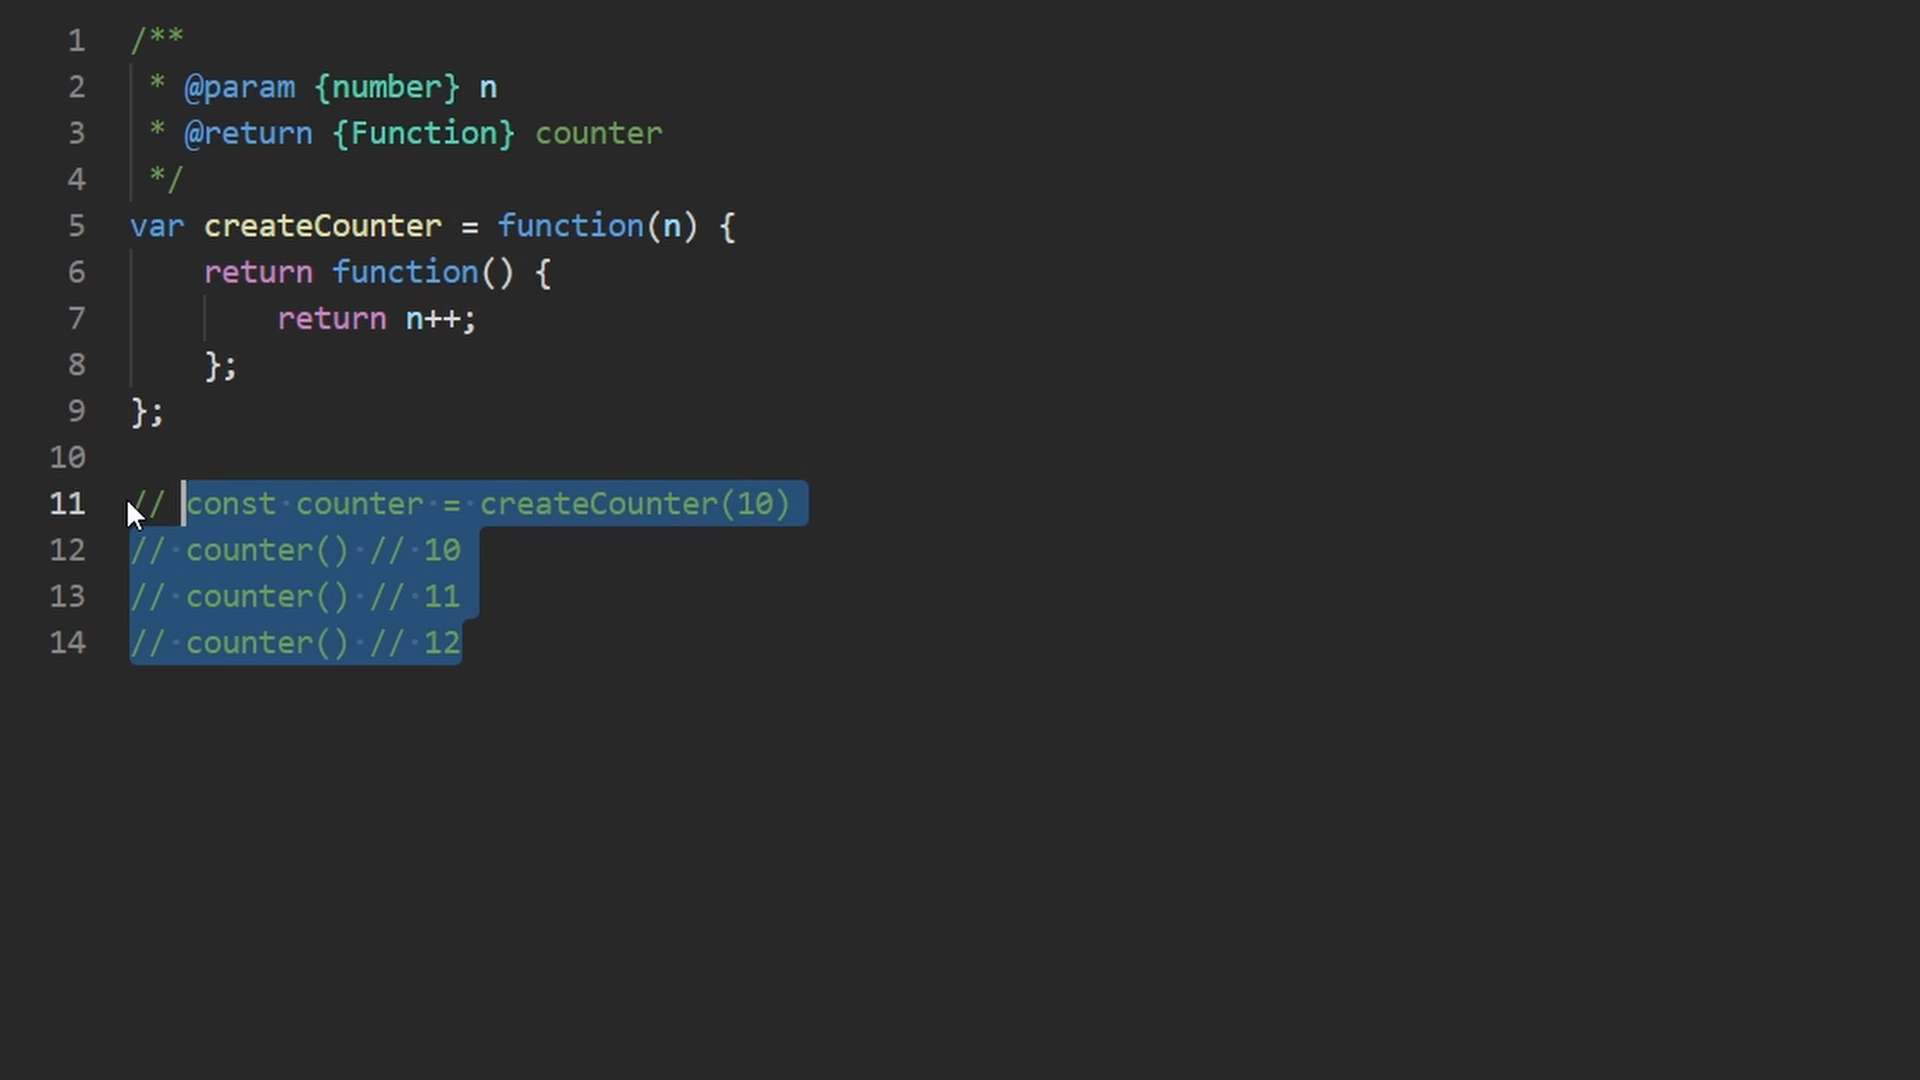 1 /**
2  * @param {number} n
3  * @return {Function} counter
4  */
5 var createCounter = function(n) {
6     return function() {
7         return n++;
8     };
9 };
10
11 // const counter = createCounter(10)
12 // counter() // 10
13 // counter() // 11
14 // counter() // 12